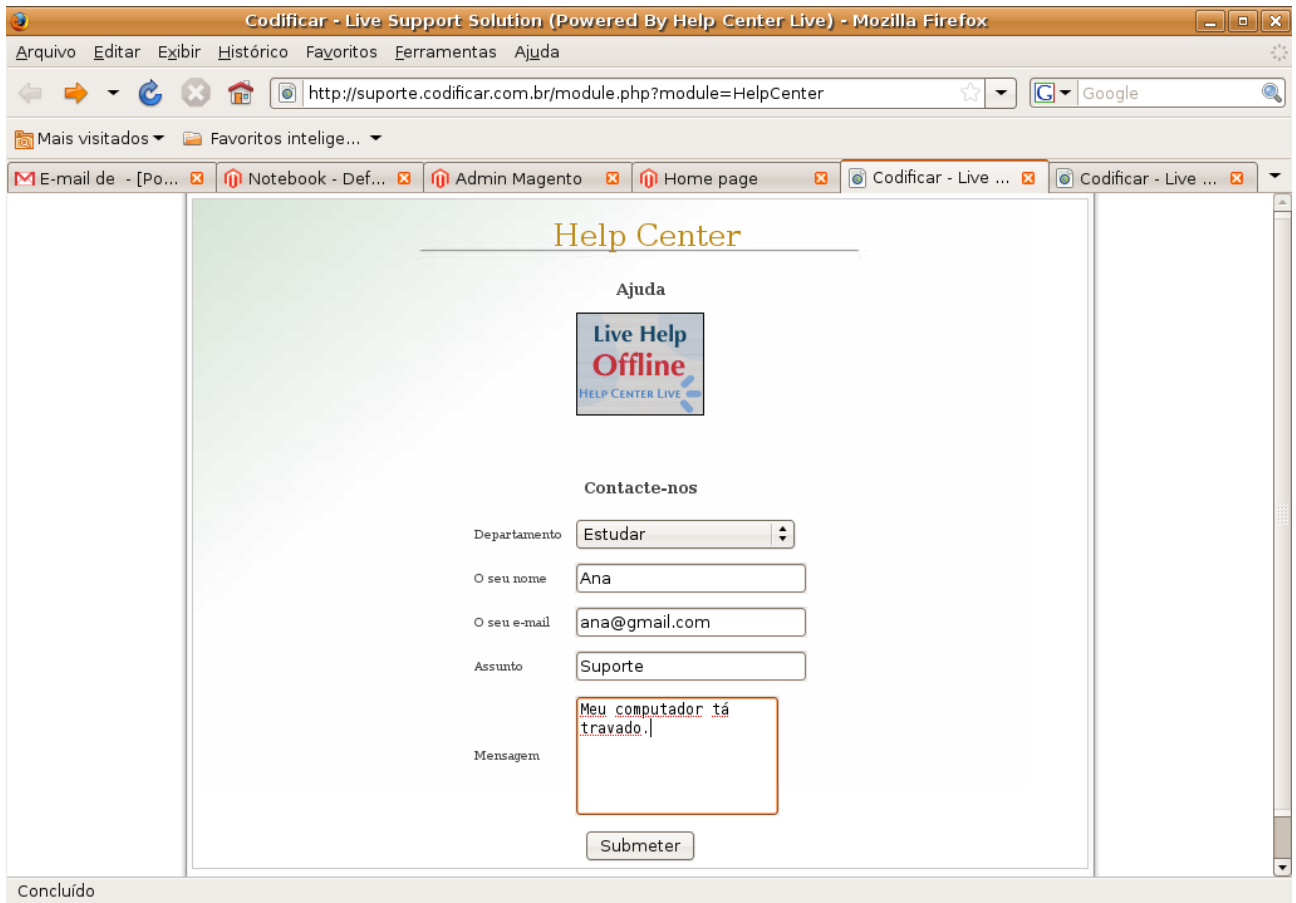 Codificar - Live Support Solution (Powered By Help Center Live) - Mozilla Firefox
Arquivo Editar Exibir Histórico Favoritos Ferramentas Ajuda
http://suporte.codificar.com.br/module.php?module=HelpCenter G Google
Mais visitados Favoritos intelige...
E-mail de - [Po... Notebook - Def... Admin Magento Home page Codificar - Live ... Codificar - Live ...
Help Center
Ajuda
Live Help
Offline
HELP CENTER LIVE
Contacte-nos
Departamento Estudar
O seu nome Ana
O seu e-mail ana@gmail.com
Assunto Suporte
Meu computador tá
travado.
Mensagem
Submeter
Concluído